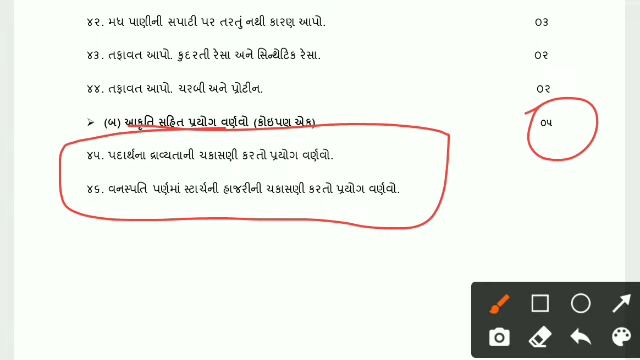 ૪૨. મધ પાણીની સપાટી પર તરતું નથી કારણ આપો. ૦૩
૪૩. તફાવત આપો. કુદરતી રેસા અને સિન્થેટિક રેસા. ૦૨
૪૪. તફાવત આપો. ચરબી અને પ્રોટીન. ૦૨
➢ (બ) આકૃતિ સહિત પ્રયોગ વર્ણવો (કોઇપણ એક) ૦૫
૪૫. પદાર્થના દ્રાવ્યતાની ચકાસણી કરતો પ્રયોગ વર્ણવો.
૪૬. વનસ્પતિ પર્ણમાં સ્ટાર્ચની હાજરીની ચકાસણી કરતો પ્રયોગ વર્ણવો.